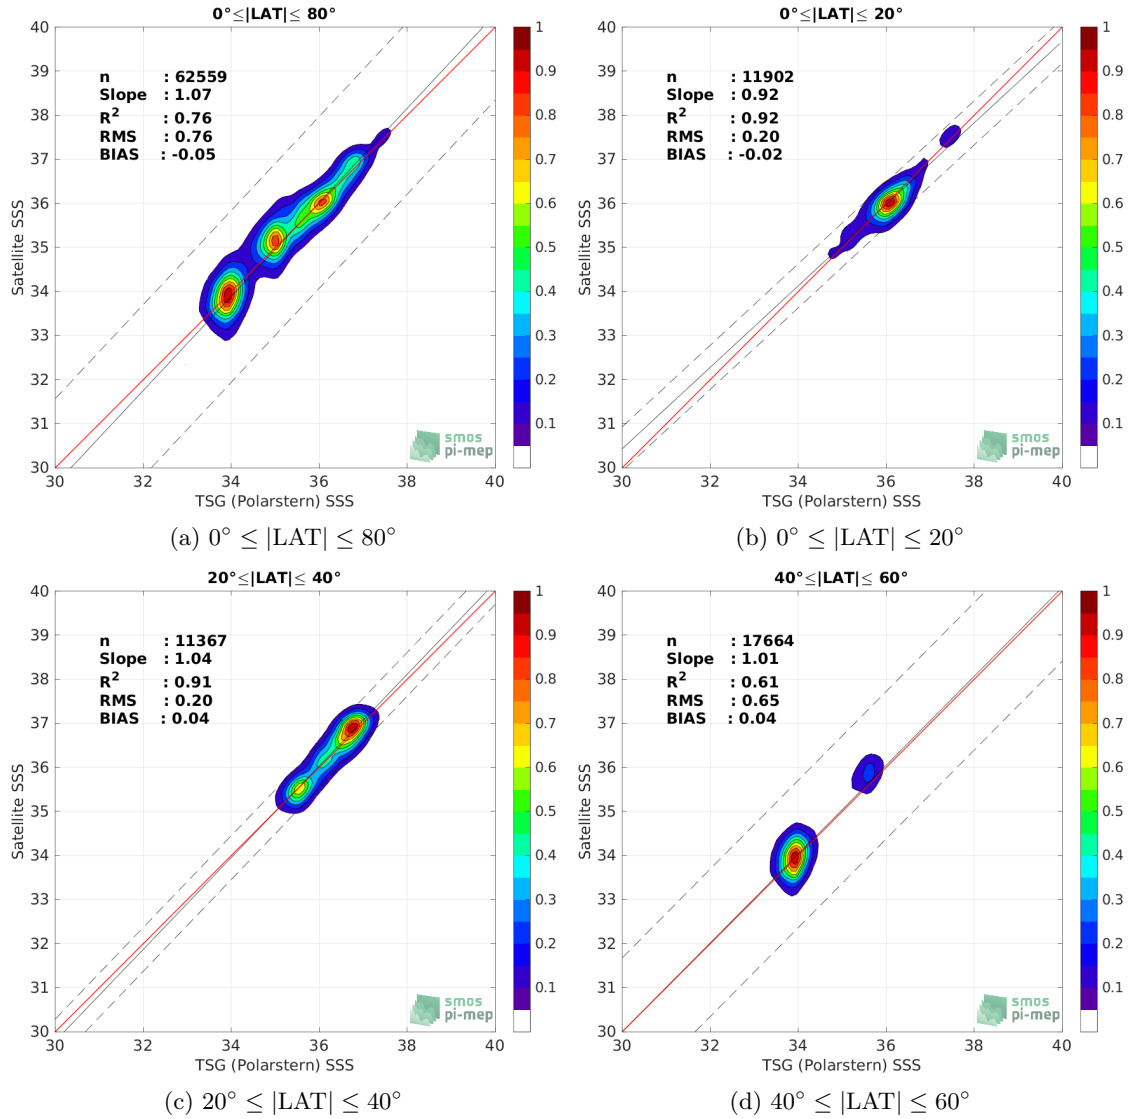 0°≤|LAT|≤ 80°
40
39
38
37
36
35
34
33
32
31
30
Satellite SSS
n : 62559
Slope : 1.07
R² : 0.76
RMS : 0.76
BIAS : -0.05
smos
pi-mep
30 32 34 36 38 40
TSG (Polarstern) SSS
1
0.9
0.8
0.7
0.6
0.5
0.4
0.3
0.2
0.1
(a) 0° ≤ |LAT| ≤ 80°
0°≤|LAT|≤ 20°
40
39
38
37
36
35
34
33
32
31
30
Satellite SSS
n : 11902
Slope : 0.92
R² : 0.92
RMS : 0.20
BIAS : -0.02
smos
pi-mep
30 32 34 36 38 40
TSG (Polarstern) SSS
1
0.9
0.8
0.7
0.6
0.5
0.4
0.3
0.2
0.1
(b) 0° ≤ |LAT| ≤ 20°
20°≤|LAT|≤ 40°
40
39
38
37
36
35
34
33
32
31
30
Satellite SSS
n : 11367
Slope : 1.04
R² : 0.91
RMS : 0.20
BIAS : 0.04
smos
pi-mep
30 32 34 36 38 40
TSG (Polarstern) SSS
1
0.9
0.8
0.7
0.6
0.5
0.4
0.3
0.2
0.1
(c) 20° ≤ |LAT| ≤ 40°
40°≤|LAT|≤ 60°
40
39
38
37
36
35
34
33
32
31
30
Satellite SSS
n : 17664
Slope : 1.01
R² : 0.61
RMS : 0.65
BIAS : 0.04
smos
pi-mep
30 32 34 36 38 40
TSG (Polarstern) SSS
1
0.9
0.8
0.7
0.6
0.5
0.4
0.3
0.2
0.1
(d) 40° ≤ |LAT| ≤ 60°